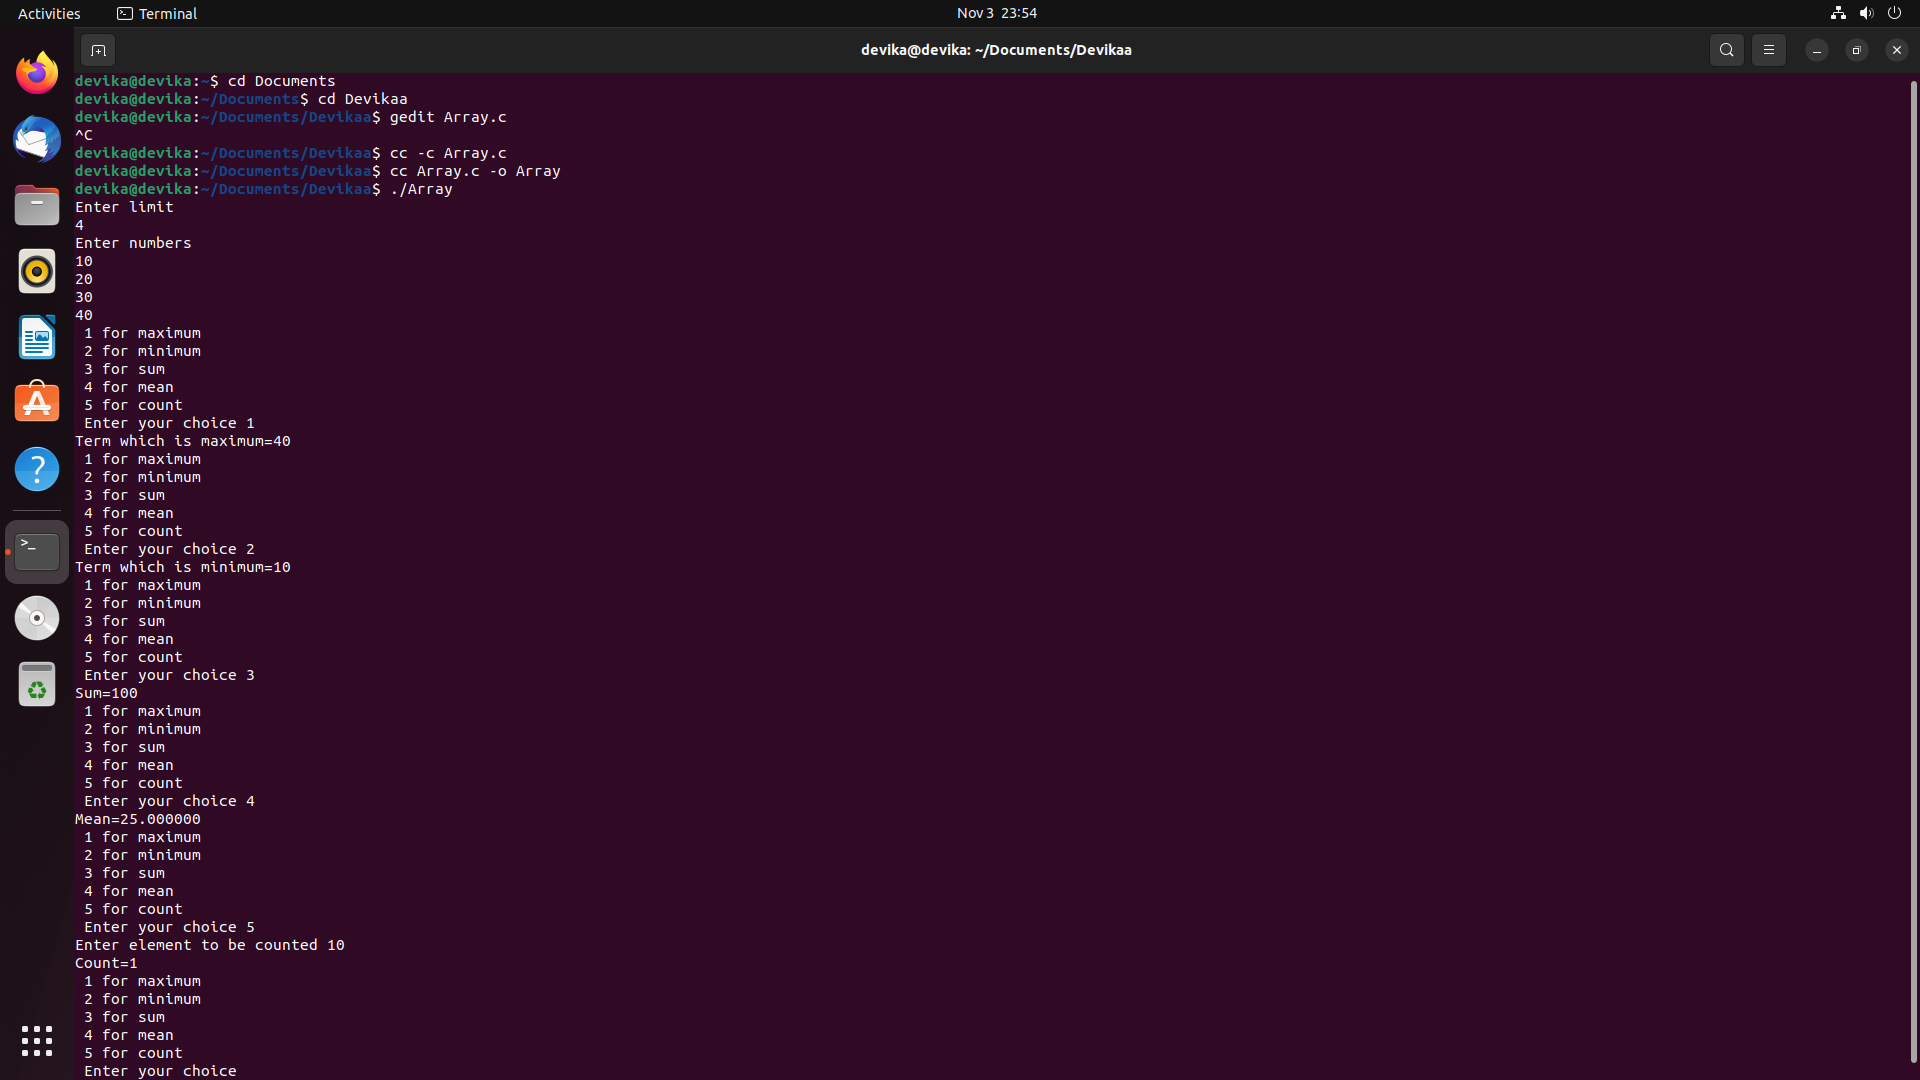 Activities
Terminal
Nov 3 23:54
devika@devika: ~/Documents/Devikaa
devika@devika:~$ cd Documents
devika@devika:~/Documents$ cd Devikaa
devika@devika:~/Documents/Devikaa$ gedit Array.c
^C
devika@devika:~/Documents/Devikaa$ cc -c Array.c
devika@devika:~/Documents/Devikaa$ cc Array.c -o Array
devika@devika:~/Documents/Devikaa$ ./Array
Enter limit
4
Enter numbers
10
20
30
40
1 for maximum
2 for minimum
3 for sum
4 for mean
5 for count
Enter your choice 1
Term which is maximum=40
1 for maximum
2 for minimum
3 for sum
4 for mean
5 for count
Enter your choice 2
Term which is minimum=10
1 for maximum
2 for minimum
3 for sum
4 for mean
5 for count
Enter your choice 3
Sum=100
1 for maximum
2 for minimum
3 for sum
4 for mean
5 for count
Enter your choice 4
Mean=25.000000
1 for maximum
2 for minimum
3 for sum
4 for mean
5 for count
Enter your choice 5
Enter element to be counted 10
Count=1
1 for maximum
2 for minimum
3 for sum
4 for mean
5 for count
Enter your choice